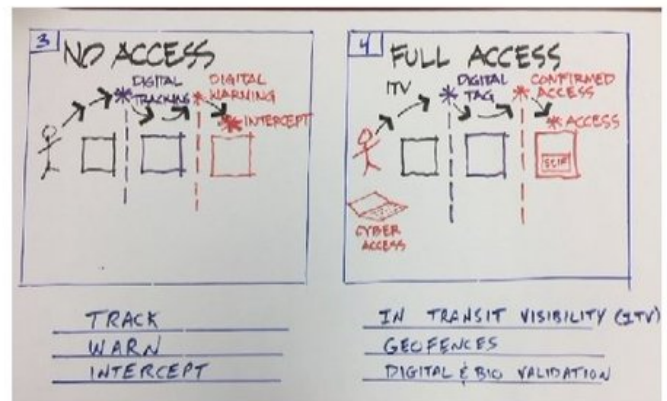 3
NO ACCESS
DIGITAL TRACKING
DIGITAL WARNING
INTERCEPT
TRACK
WARN
INTERCEPT
4
FULL ACCESS
ITV
DIGITAL TAG
CONFIRMED ACCESS
ACCESS
SCIF
CYBER ACCESS
IN TRANSIT VISIBILITY (ITV)
GEOFENCES
DIGITAL & BIO VALIDATION